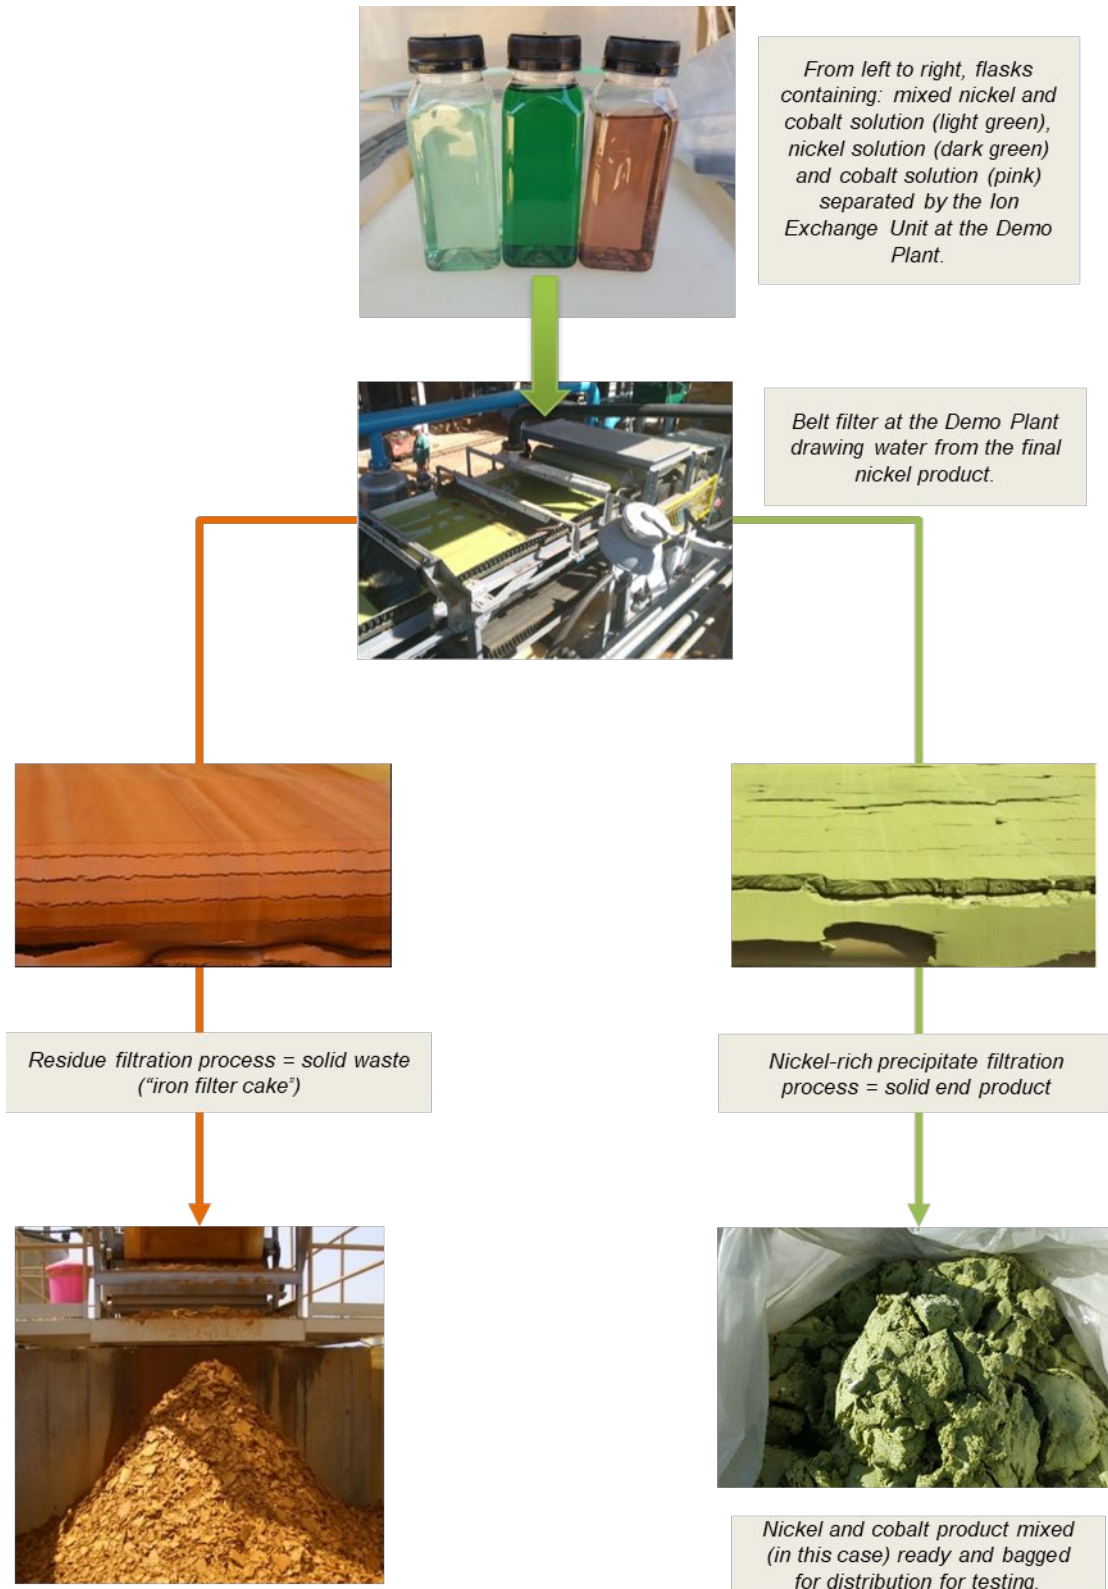 From left to right, flasks
containing: mixed nickel and
cobalt solution (light green),
nickel solution (dark green)
and cobalt solution (pink)
separated by the Ion
Exchange Unit at the Demo
Plant.
Belt filter at the Demo Plant
drawing water from the final
nickel product.
Residue filtration process = solid waste
(“iron filter cake”)
Nickel-rich precipitate filtration
process = solid end product
Nickel and cobalt product mixed
(in this case) ready and bagged
for distribution for testing.